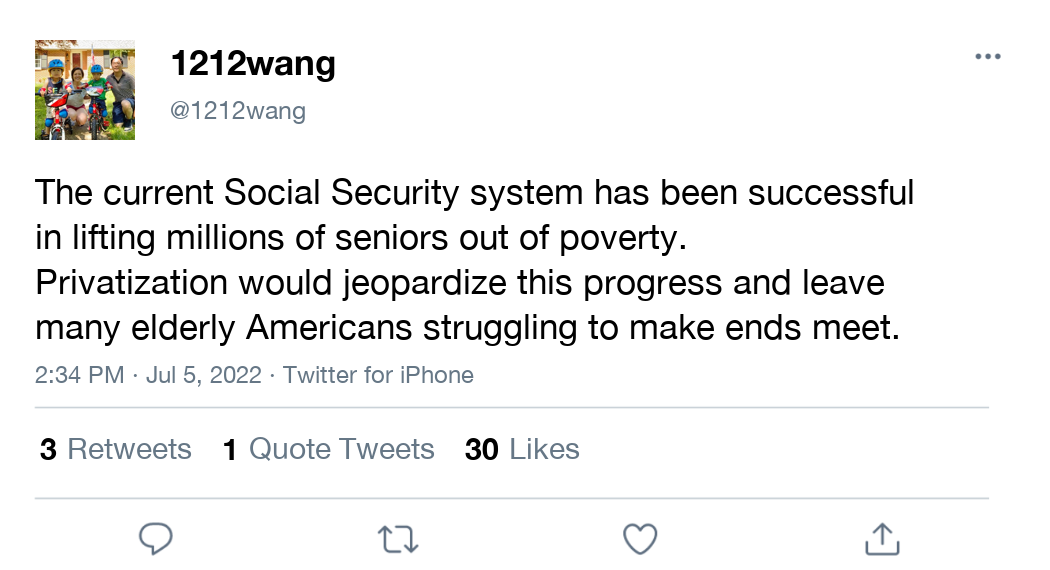 1212wang
@1212wang
The current Social Security system has been successful
in lifting millions of seniors out of poverty.
Privatization would jeopardize this progress and leave
many elderly Americans struggling to make ends meet.
2:34 PM · Jul 5, 2022 · Twitter for iPhone
3 Retweets 1 Quote Tweets 30 Likes